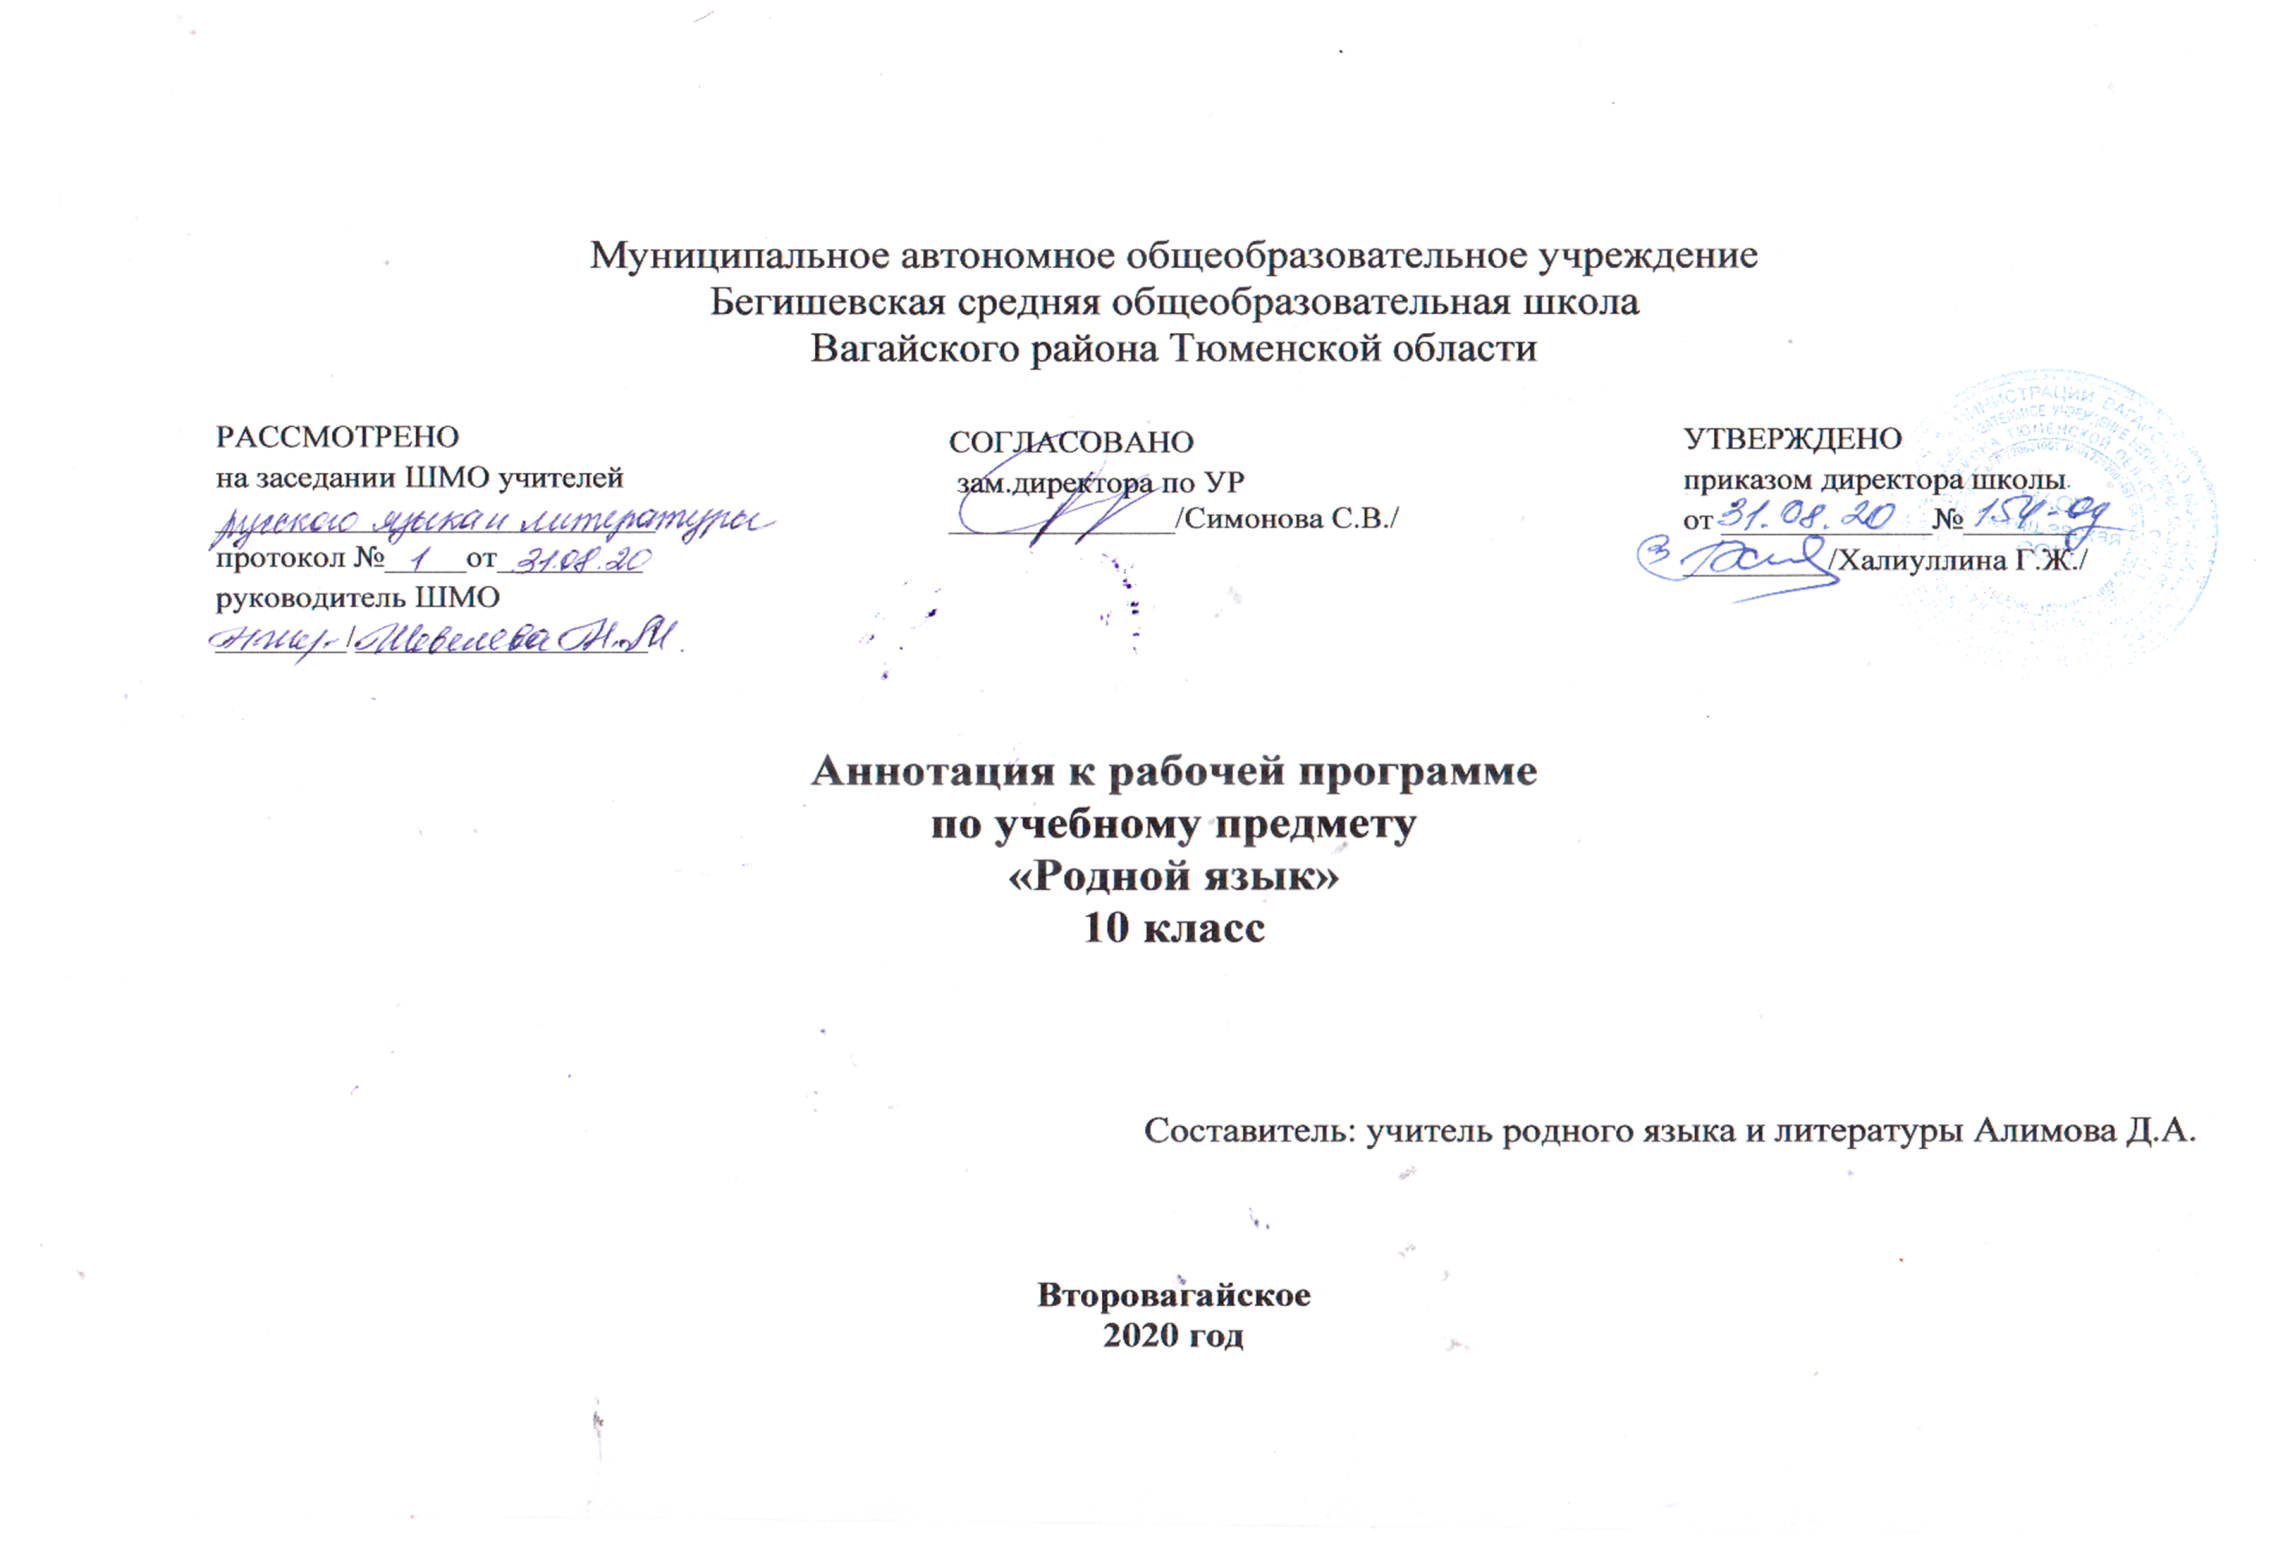 Муниципальное автономное общеобразовательное учреждение
Бегишевская средняя общеобразовательная школа
Вагайского района Тюменской области
РАССМОТРЕНО
на заседании ШМО учителей
русского языка и литературы
протокол № 1 от 31.08.20
руководитель ШМО
/ Шевелева Н.М.
СОГЛАСОВАНО
зам.директора по УР
/Симонова С.В./
УТВЕРЖДЕНО
приказом директора школы
от 31.08.20 № 154-од
/Халиуллина Г.Ж./
Аннотация к рабочей программе
по учебному предмету
«Родной язык»
10 класс
Составитель: учитель родного языка и литературы Алимова Д.А.
Второвагайское
2020 год